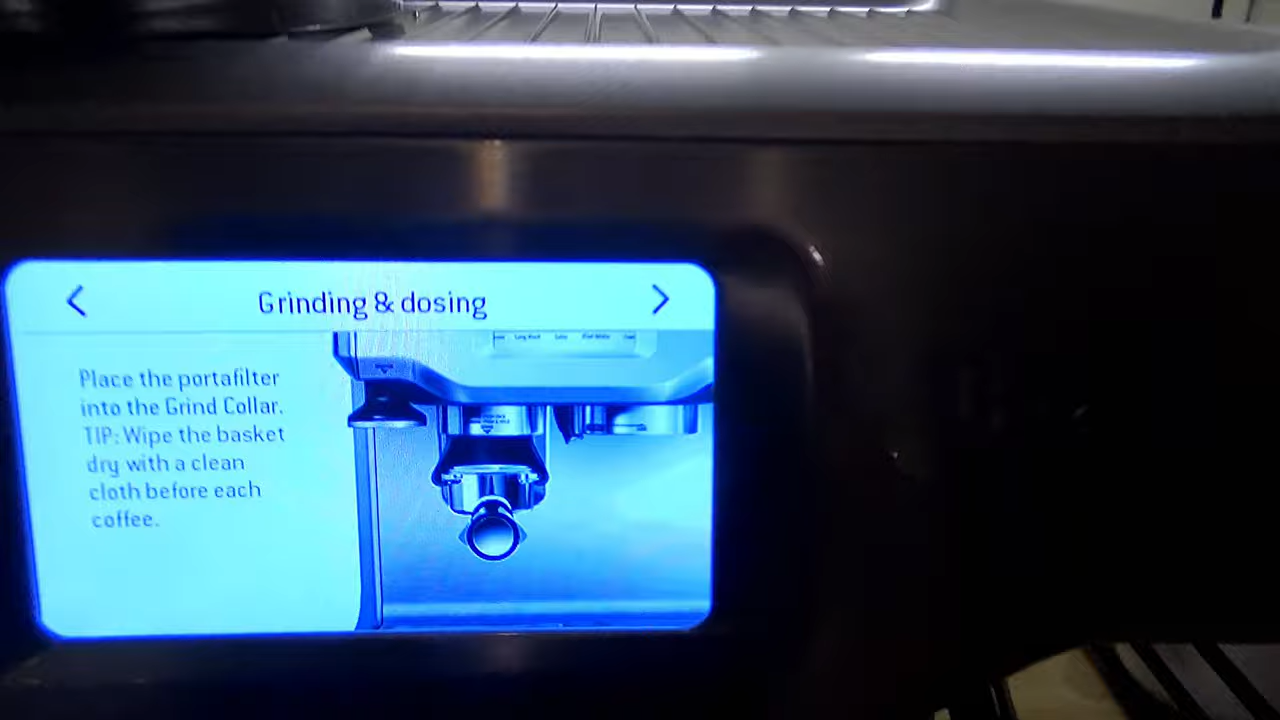 Grinding & dosing
Place the portafilter
into the Grind Collar.
TIP: Wipe the basket
dry with a clean
cloth before each
coffee.